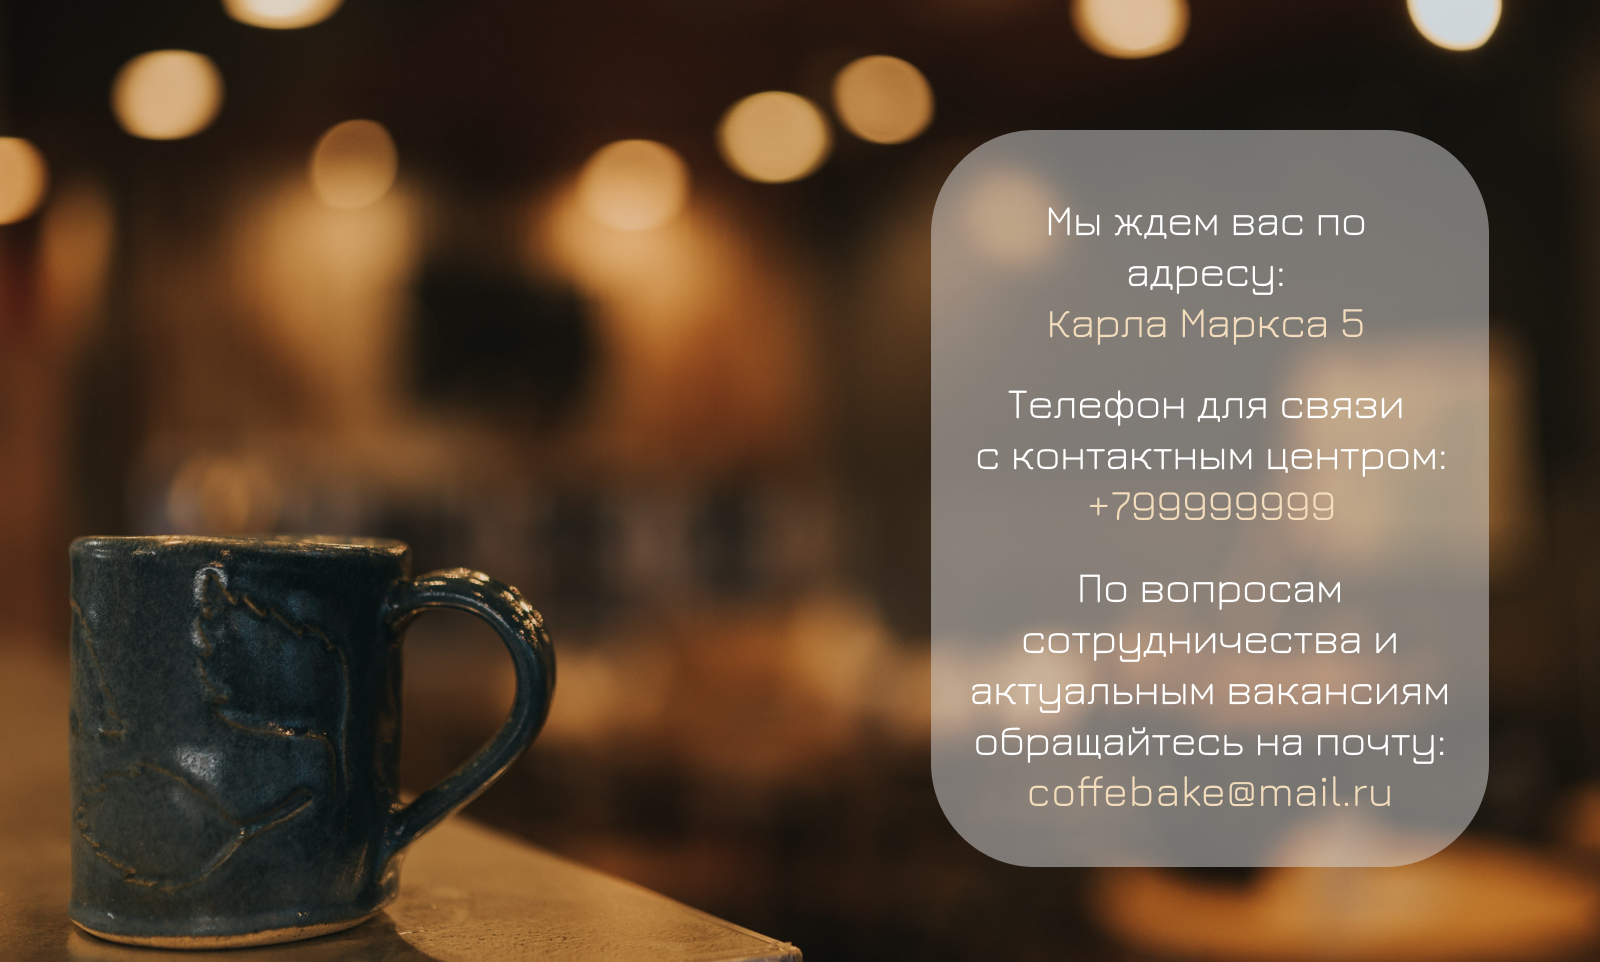 Мы ждем вас по
адресу:
Карла Маркса 5
Телефон для связи
с контактным центром:
+799999999
По вопросам
сотрудничества и
актуальным вакансиям
обращайтесь на почту:
coffebake@mail.ru